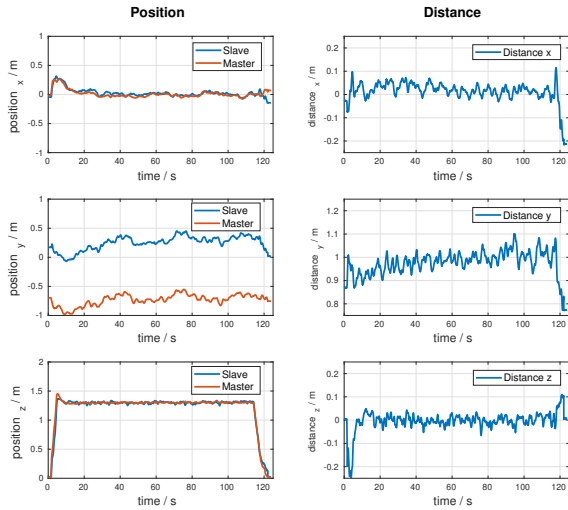 Position
Distance
1
0.5
0
-0.5
-1
position x / m
Slave
Master
0 20 40 60 80 100 120
time / s
0.2
0.1
0
-0.1
-0.2
distance x / m
Distance x
0 20 40 60 80 100 120
time / s
1
0.5
0
-0.5
-1
position y / m
Slave
Master
0 20 40 60 80 100 120
time / s
1.2
1.1
1
0.9
0.8
distance y / m
Distance y
0 20 40 60 80 100 120
time / s
2
1.5
1
0.5
0
position z / m
Slave
Master
0 20 40 60 80 100 120
time / s
0.2
0.1
0
-0.1
-0.2
distance z / m
Distance z
0 20 40 60 80 100 120
time / s